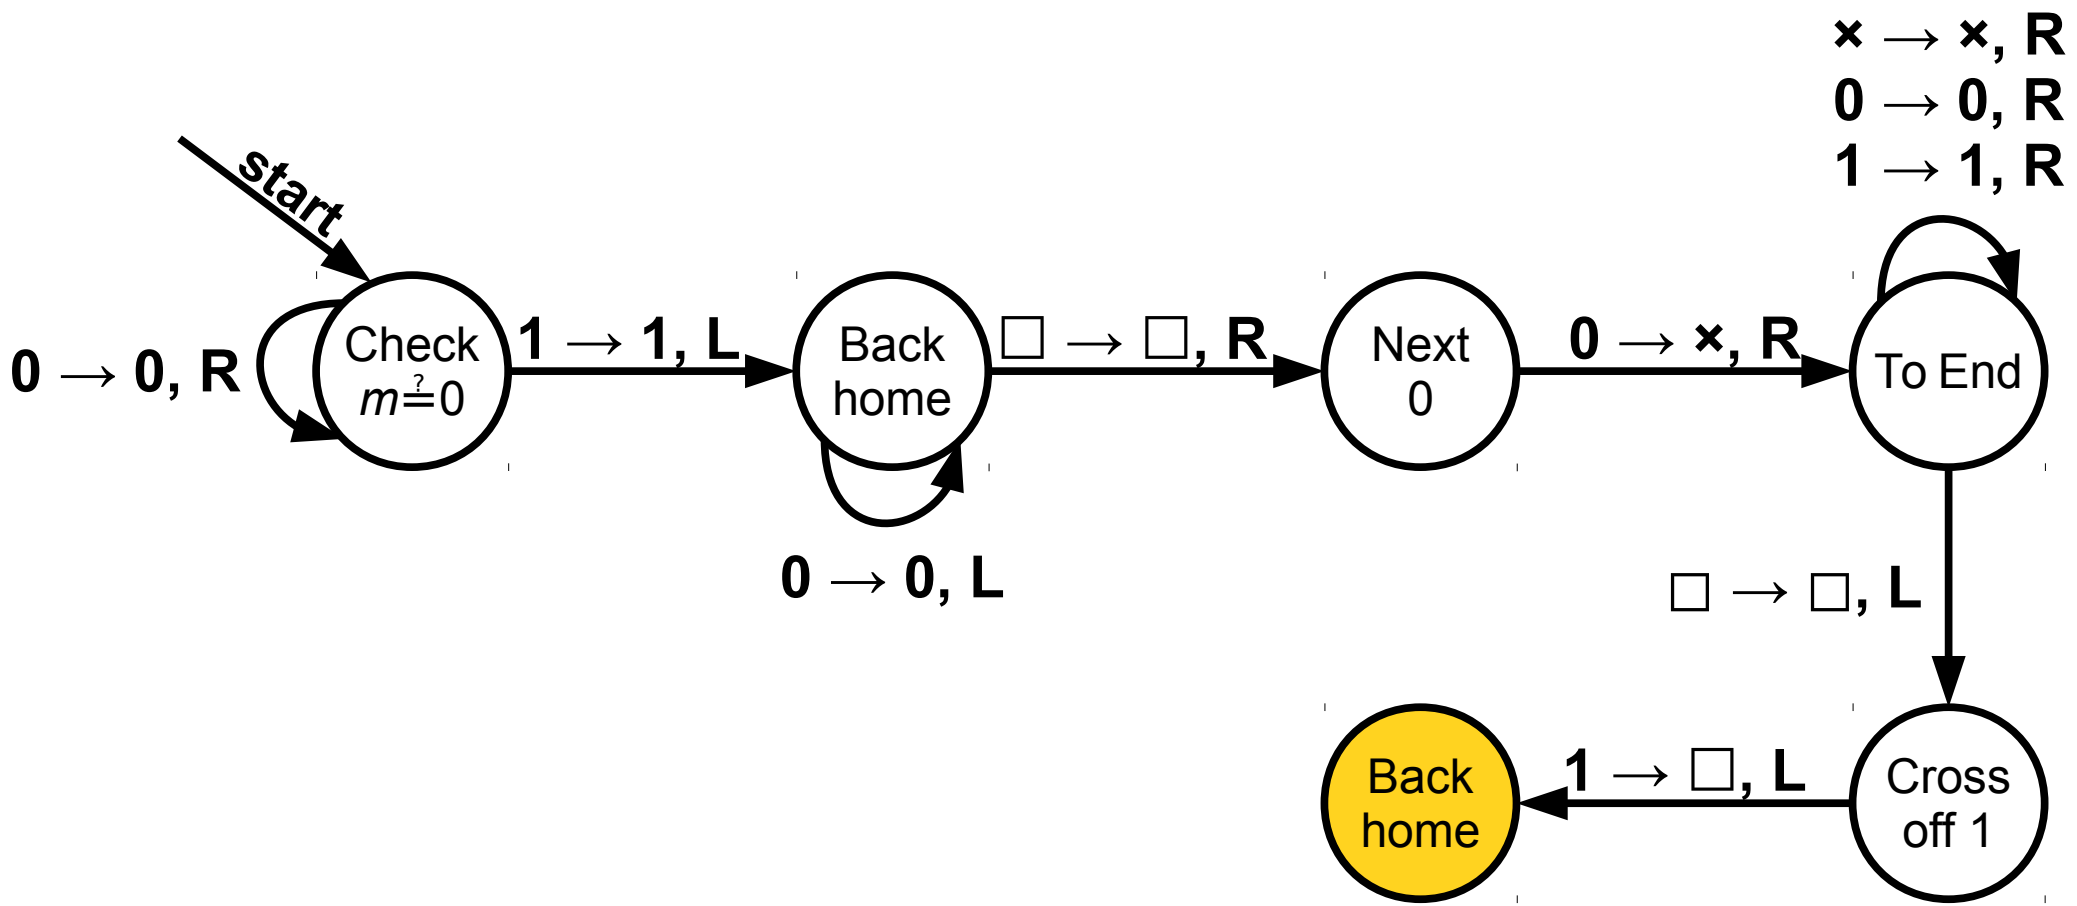 × → ×, R
0 → 0, R
1 → 1, R
start
0 → 0, R
Check
m≟0
1 → 1, L
Back
home
0 → 0, L
□ → □, R
Next
0
0 → ×, R
To End
□ → □, L
Cross
off 1
1 → □, L
Back
home